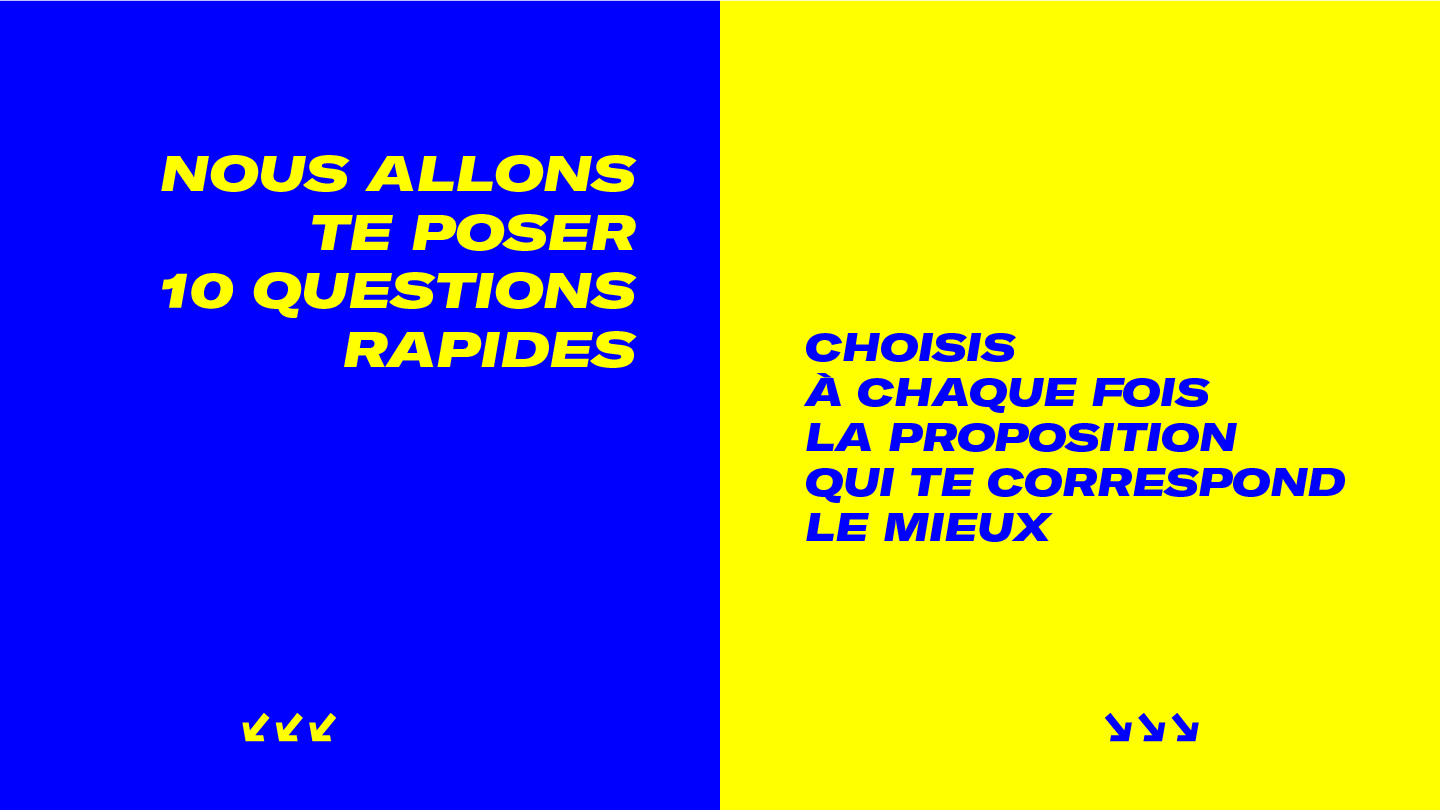 NOUS ALLONS
TE POSER
10 QUESTIONS
RAPIDES
CHOISIS
À CHAQUE FOIS
LA PROPOSITION
QUI TE CORRESPOND
LE MIEUX